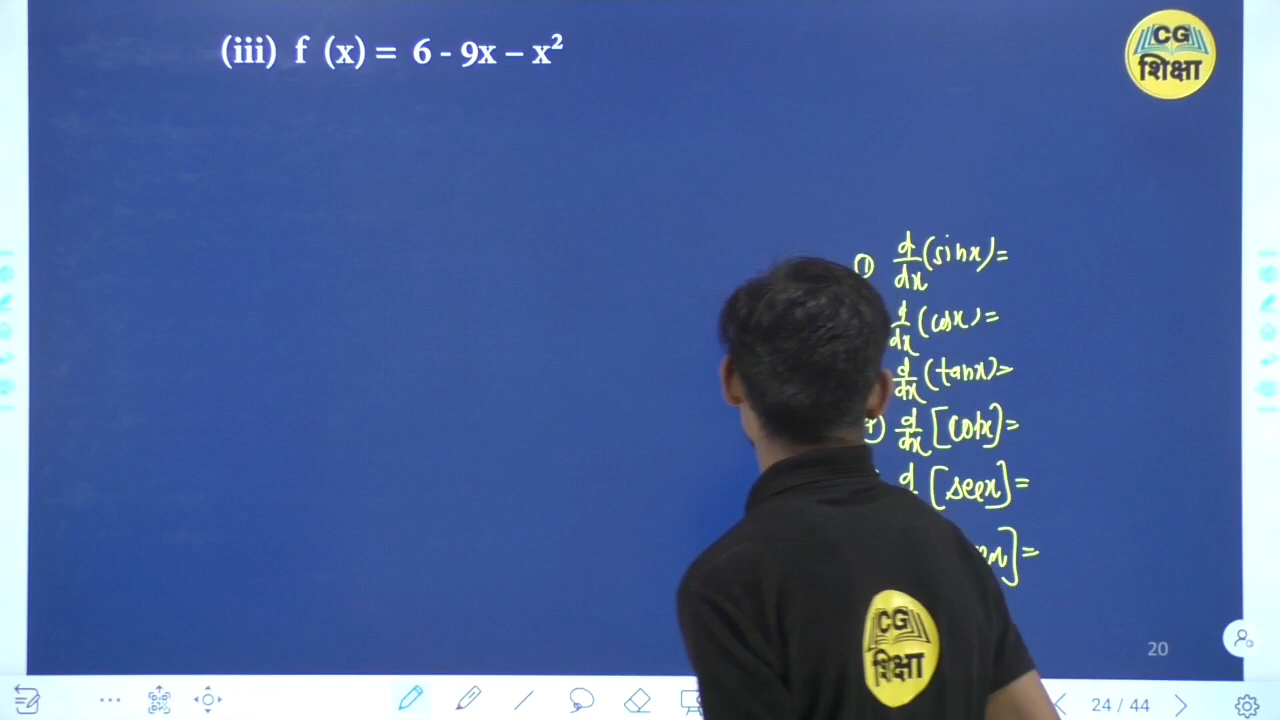 (iii) f (x) = 6 - 9x – x²
CG
शिक्षा
① d/dx (sinx) =
d/dx (cosx) =
d/dx (tanx) =
d/dx [cotx] =
d [secx] =
] =
CG
शिक्षा
20
24 / 44